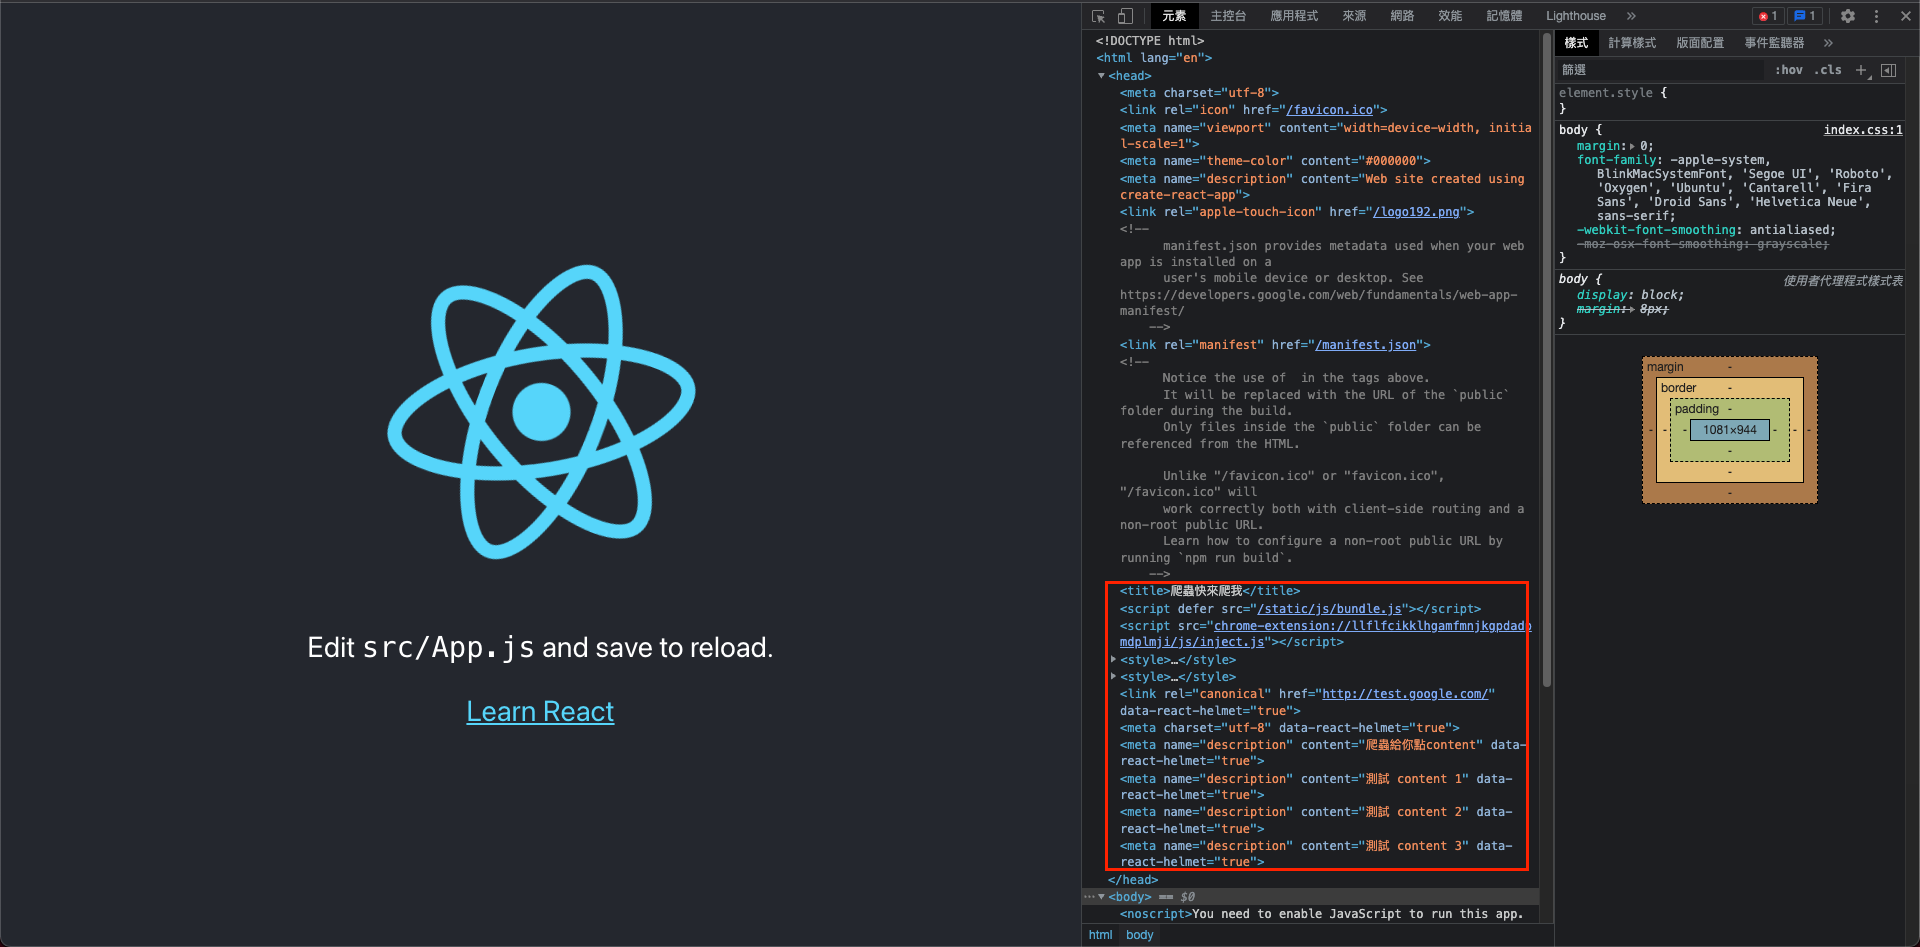 Edit src/App.js and save to reload.
Learn React
元素 主控台 應用程式 來源 網路 效能 記憶體 Lighthouse » 1 1
<!DOCTYPE html>
<html lang="en">
<head>
<meta charset="utf-8">
<link rel="icon" href="/favicon.ico">
<meta name="viewport" content="width=device-width, initia
l-scale=1">
<meta name="theme-color" content="#000000">
<meta name="description" content="Web site created using
create-react-app">
<link rel="apple-touch-icon" href="/logo192.png">
<!--
manifest.json provides metadata used when your web
app is installed on a
user's mobile device or desktop. See
https://developers.google.com/web/fundamentals/web-app-
manifest/
-->
<link rel="manifest" href="/manifest.json">
<!--
Notice the use of  in the tags above.
It will be replaced with the URL of the `public`
folder during the build.
Only files inside the `public` folder can be
referenced from the HTML.
Unlike "/favicon.ico" or "favicon.ico",
"/favicon.ico" will
work correctly both with client-side routing and a
non-root public URL.
Learn how to configure a non-root public URL by
running `npm run build`.
-->
<title>爬蟲快來爬我</title>
<script defer src="/static/js/bundle.js"></script>
<script src="chrome-extension://llflfcikklhgamfmnjkgpdadp
mdplmji/js/inject.js"></script>
<style>…</style>
<style>…</style>
<link rel="canonical" href="http://test.google.com/"
data-react-helmet="true">
<meta charset="utf-8" data-react-helmet="true">
<meta name="description" content="爬蟲給你點content" data-
react-helmet="true">
<meta name="description" content="測試 content 1" data-
react-helmet="true">
<meta name="description" content="測試 content 2" data-
react-helmet="true">
<meta name="description" content="測試 content 3" data-
react-helmet="true">
</head>
<body> == $0
<noscript>You need to enable JavaScript to run this app.
html body
樣式 計算樣式 版面配置 事件監聽器 »
篩選 :hov .cls +
element.style {
}
body { index.css:1
margin: 0;
font-family: -apple-system,
BlinkMacSystemFont, 'Segoe UI', 'Roboto',
'Oxygen', 'Ubuntu', 'Cantarell', 'Fira
Sans', 'Droid Sans', 'Helvetica Neue',
sans-serif;
-webkit-font-smoothing: antialiased;
-moz-osx-font-smoothing: grayscale;
}
body { 使用者代理程式樣式表
display: block;
margin: 8px;
}
margin -
border -
padding -
- - - 1081×944 - - -
-
-
-